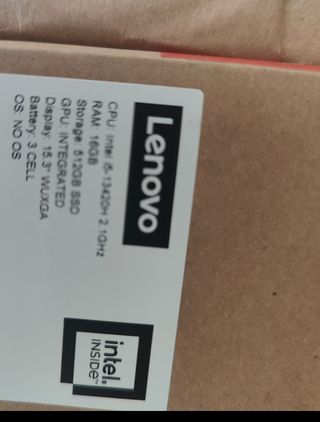 Lenovo
CPU: Intel i5-13420H 2.1GHz
RAM: 16GB
Storage: 512GB SSD
GPU: INTEGRATED
Display: 15.3" WUXGA
Battery: 3 CELL
OS: NO OS
intel
INSIDE™